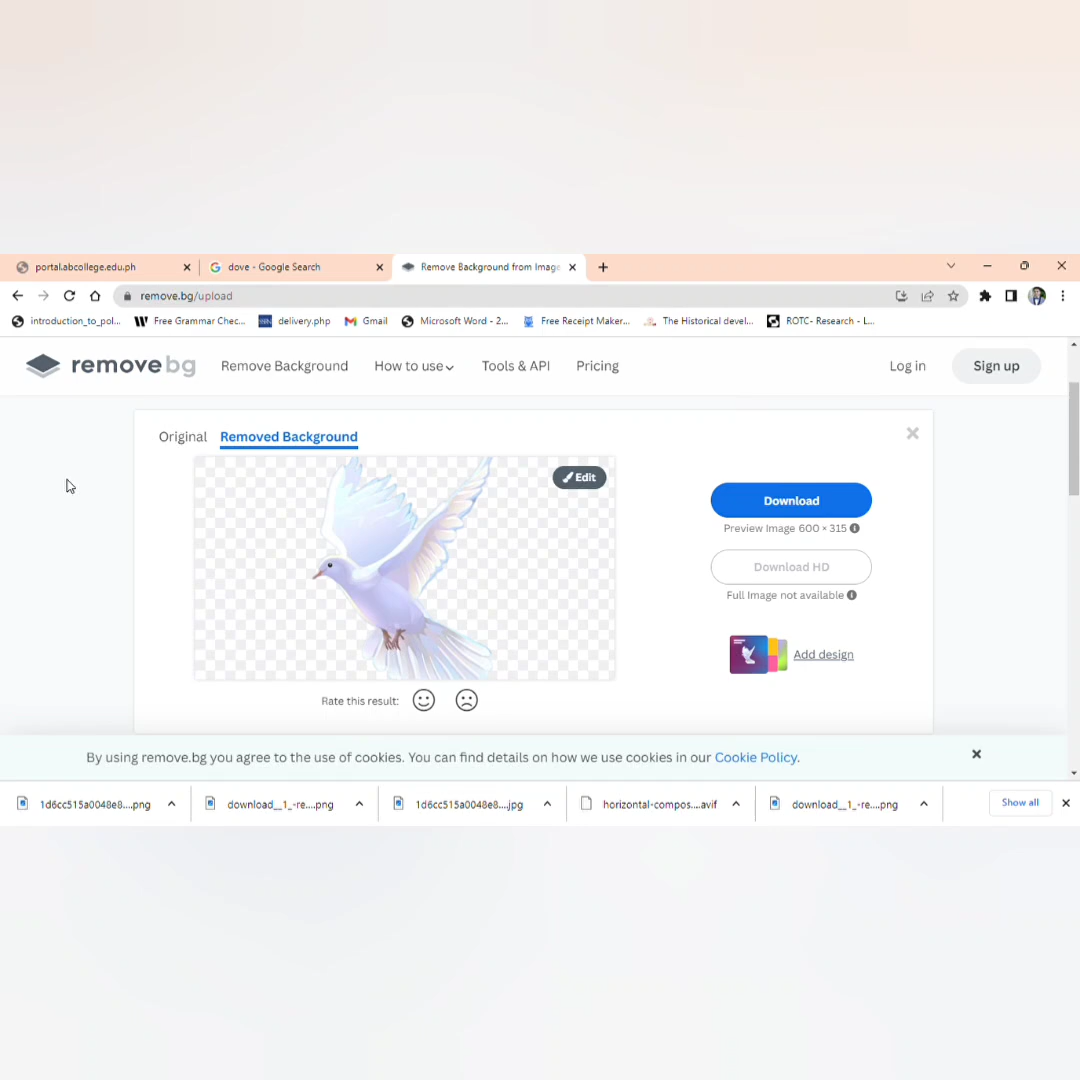 portal.abcollege.edu.ph
dove - Google Search
Remove Background from Image
remove.bg/upload
introduction_to_pol...
Free Grammar Chec...
delivery.php
Gmail
Microsoft Word - 2...
Free Receipt Maker...
The Historical devel...
ROTC- Research - L...
removebg
Remove Background
How to use
Tools & API
Pricing
Log in
Sign up
Original
Removed Background
Edit
Download
Preview Image 600 × 315
Download HD
Full Image not available
Add design
Rate this result:
By using remove.bg you agree to the use of cookies. You can find details on how we use cookies in our Cookie Policy.
1d6cc515a0048e8....png
download__1_-re....png
1d6cc515a0048e8....jpg
horizontal-compos....avif
download__1_-re....png
Show all